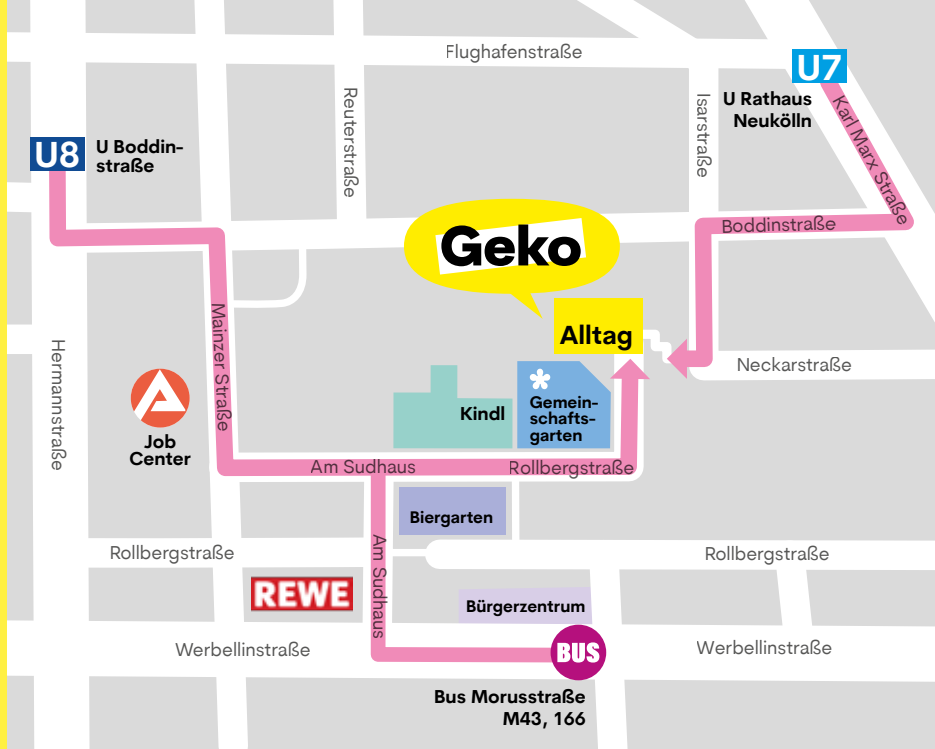 Flughafenstraße
U7
U Rathaus
Neukölln
Karl Marx Straße
Isarstraße
Reuterstraße
U8
U Boddin-
straße
Boddinstraße
Geko
Alltag
Mainzer Straße
Hermannstraße
Neckarstraße
Job
Center
Kindl
Gemein-
schafts-
garten
Am Sudhaus
Rollbergstraße
Biergarten
Am Sudhaus
Rollbergstraße
Rollbergstraße
REWE
Bürgerzentrum
Werbellinstraße
BUS
Werbellinstraße
Bus Morusstraße
M43, 166